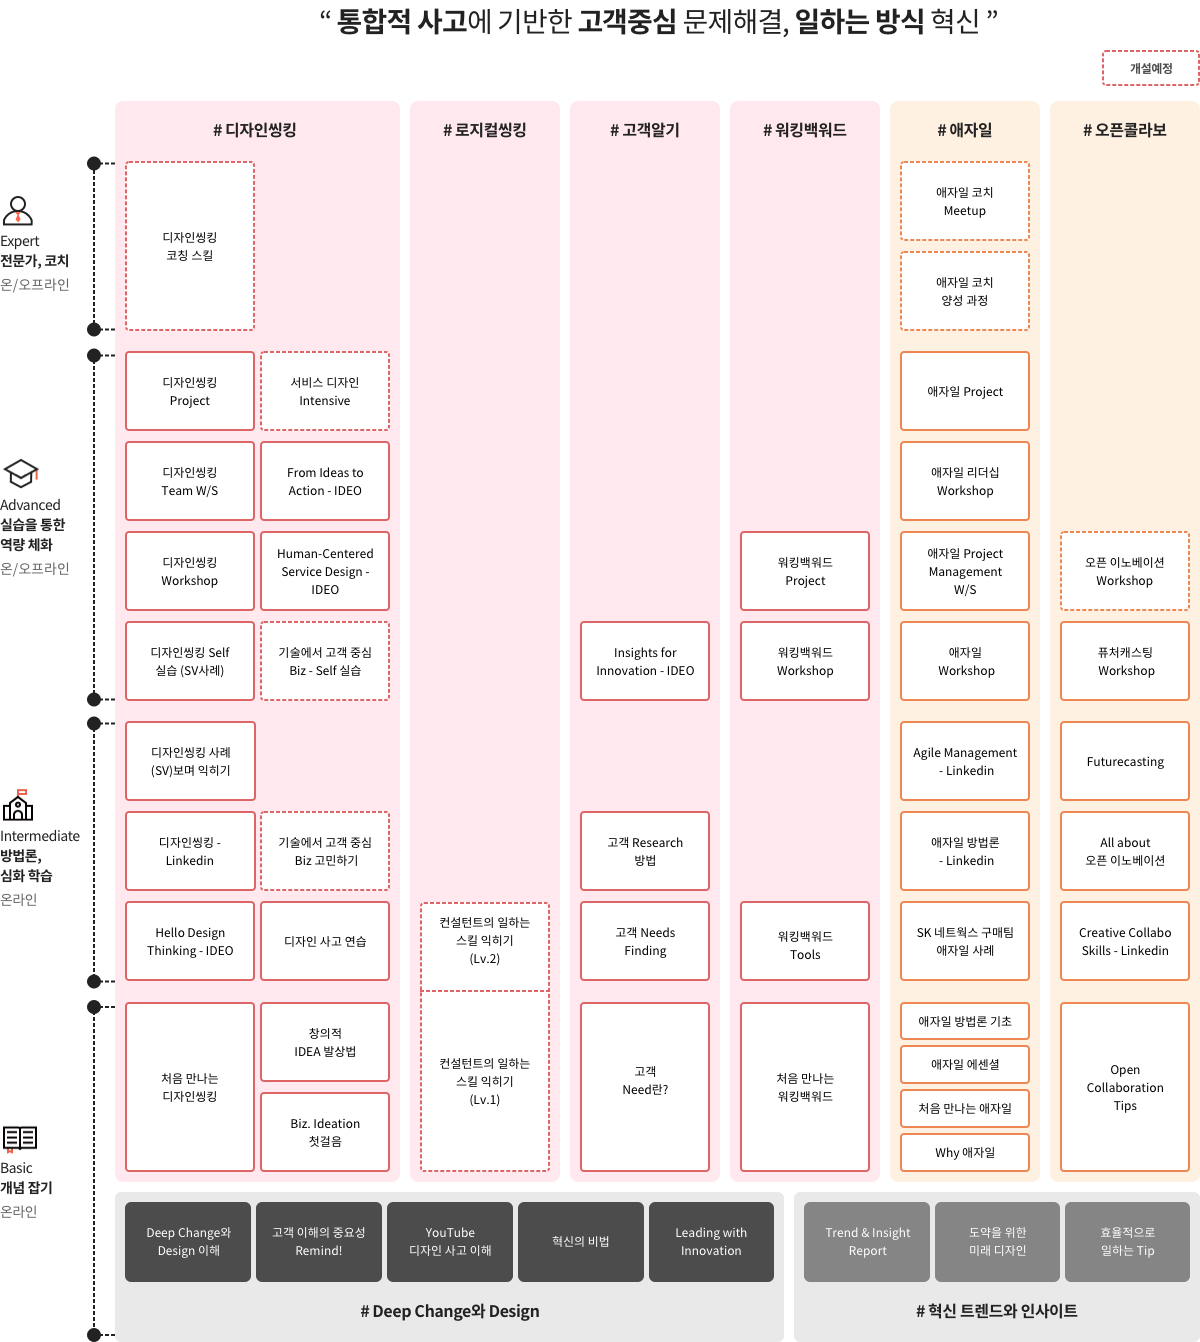 “ 통합적 사고에 기반한 고객중심 문제해결, 일하는 방식 혁신 ”
개설예정
# 디자인씽킹
# 로지컬씽킹
# 고객알기
# 워킹백워드
# 애자일
# 오픈콜라보
Expert
전문가, 코치
온/오프라인
디자인씽킹
코칭 스킬
애자일 코치
Meetup
애자일 코치
양성 과정
Advanced
실습을 통한
역량 체화
온/오프라인
디자인씽킹
Project
서비스 디자인
Intensive
애자일 Project
디자인씽킹
Team W/S
From Ideas to
Action - IDEO
애자일 리더십
Workshop
디자인씽킹
Workshop
Human-Centered
Service Design -
IDEO
워킹백워드
Project
애자일 Project
Management
W/S
오픈 이노베이션
Workshop
디자인씽킹 Self
실습 (SV사례)
기술에서 고객 중심
Biz - Self 실습
Insights for
Innovation - IDEO
워킹백워드
Workshop
애자일
Workshop
퓨처캐스팅
Workshop
Intermediate
방법론,
심화 학습
온라인
디자인씽킹 사례
(SV)보며 익히기
Agile Management
- Linkedin
Futurecasting
디자인씽킹 -
Linkedin
기술에서 고객 중심
Biz 고민하기
고객 Research
방법
애자일 방법론
- Linkedin
All about
오픈 이노베이션
Hello Design
Thinking - IDEO
디자인 사고 연습
컨설턴트의 일하는
스킬 익히기
(Lv.2)
고객 Needs
Finding
워킹백워드
Tools
SK 네트웍스 구매팀
애자일 사례
Creative Collabo
Skills - Linkedin
Basic
개념 잡기
온라인
처음 만나는
디자인씽킹
창의적
IDEA 발상법
Biz. Ideation
첫걸음
컨설턴트의 일하는
스킬 익히기
(Lv.1)
고객
Need란?
처음 만나는
워킹백워드
애자일 방법론 기초
애자일 에센셜
처음 만나는 애자일
Why 애자일
Open
Collaboration
Tips
Deep Change와
Design 이해
고객 이해의 중요성
Remind!
YouTube
디자인 사고 이해
혁신의 비법
Leading with
Innovation
Trend & Insight
Report
도약을 위한
미래 디자인
효율적으로
일하는 Tip
# Deep Change와 Design
# 혁신 트렌드와 인사이트